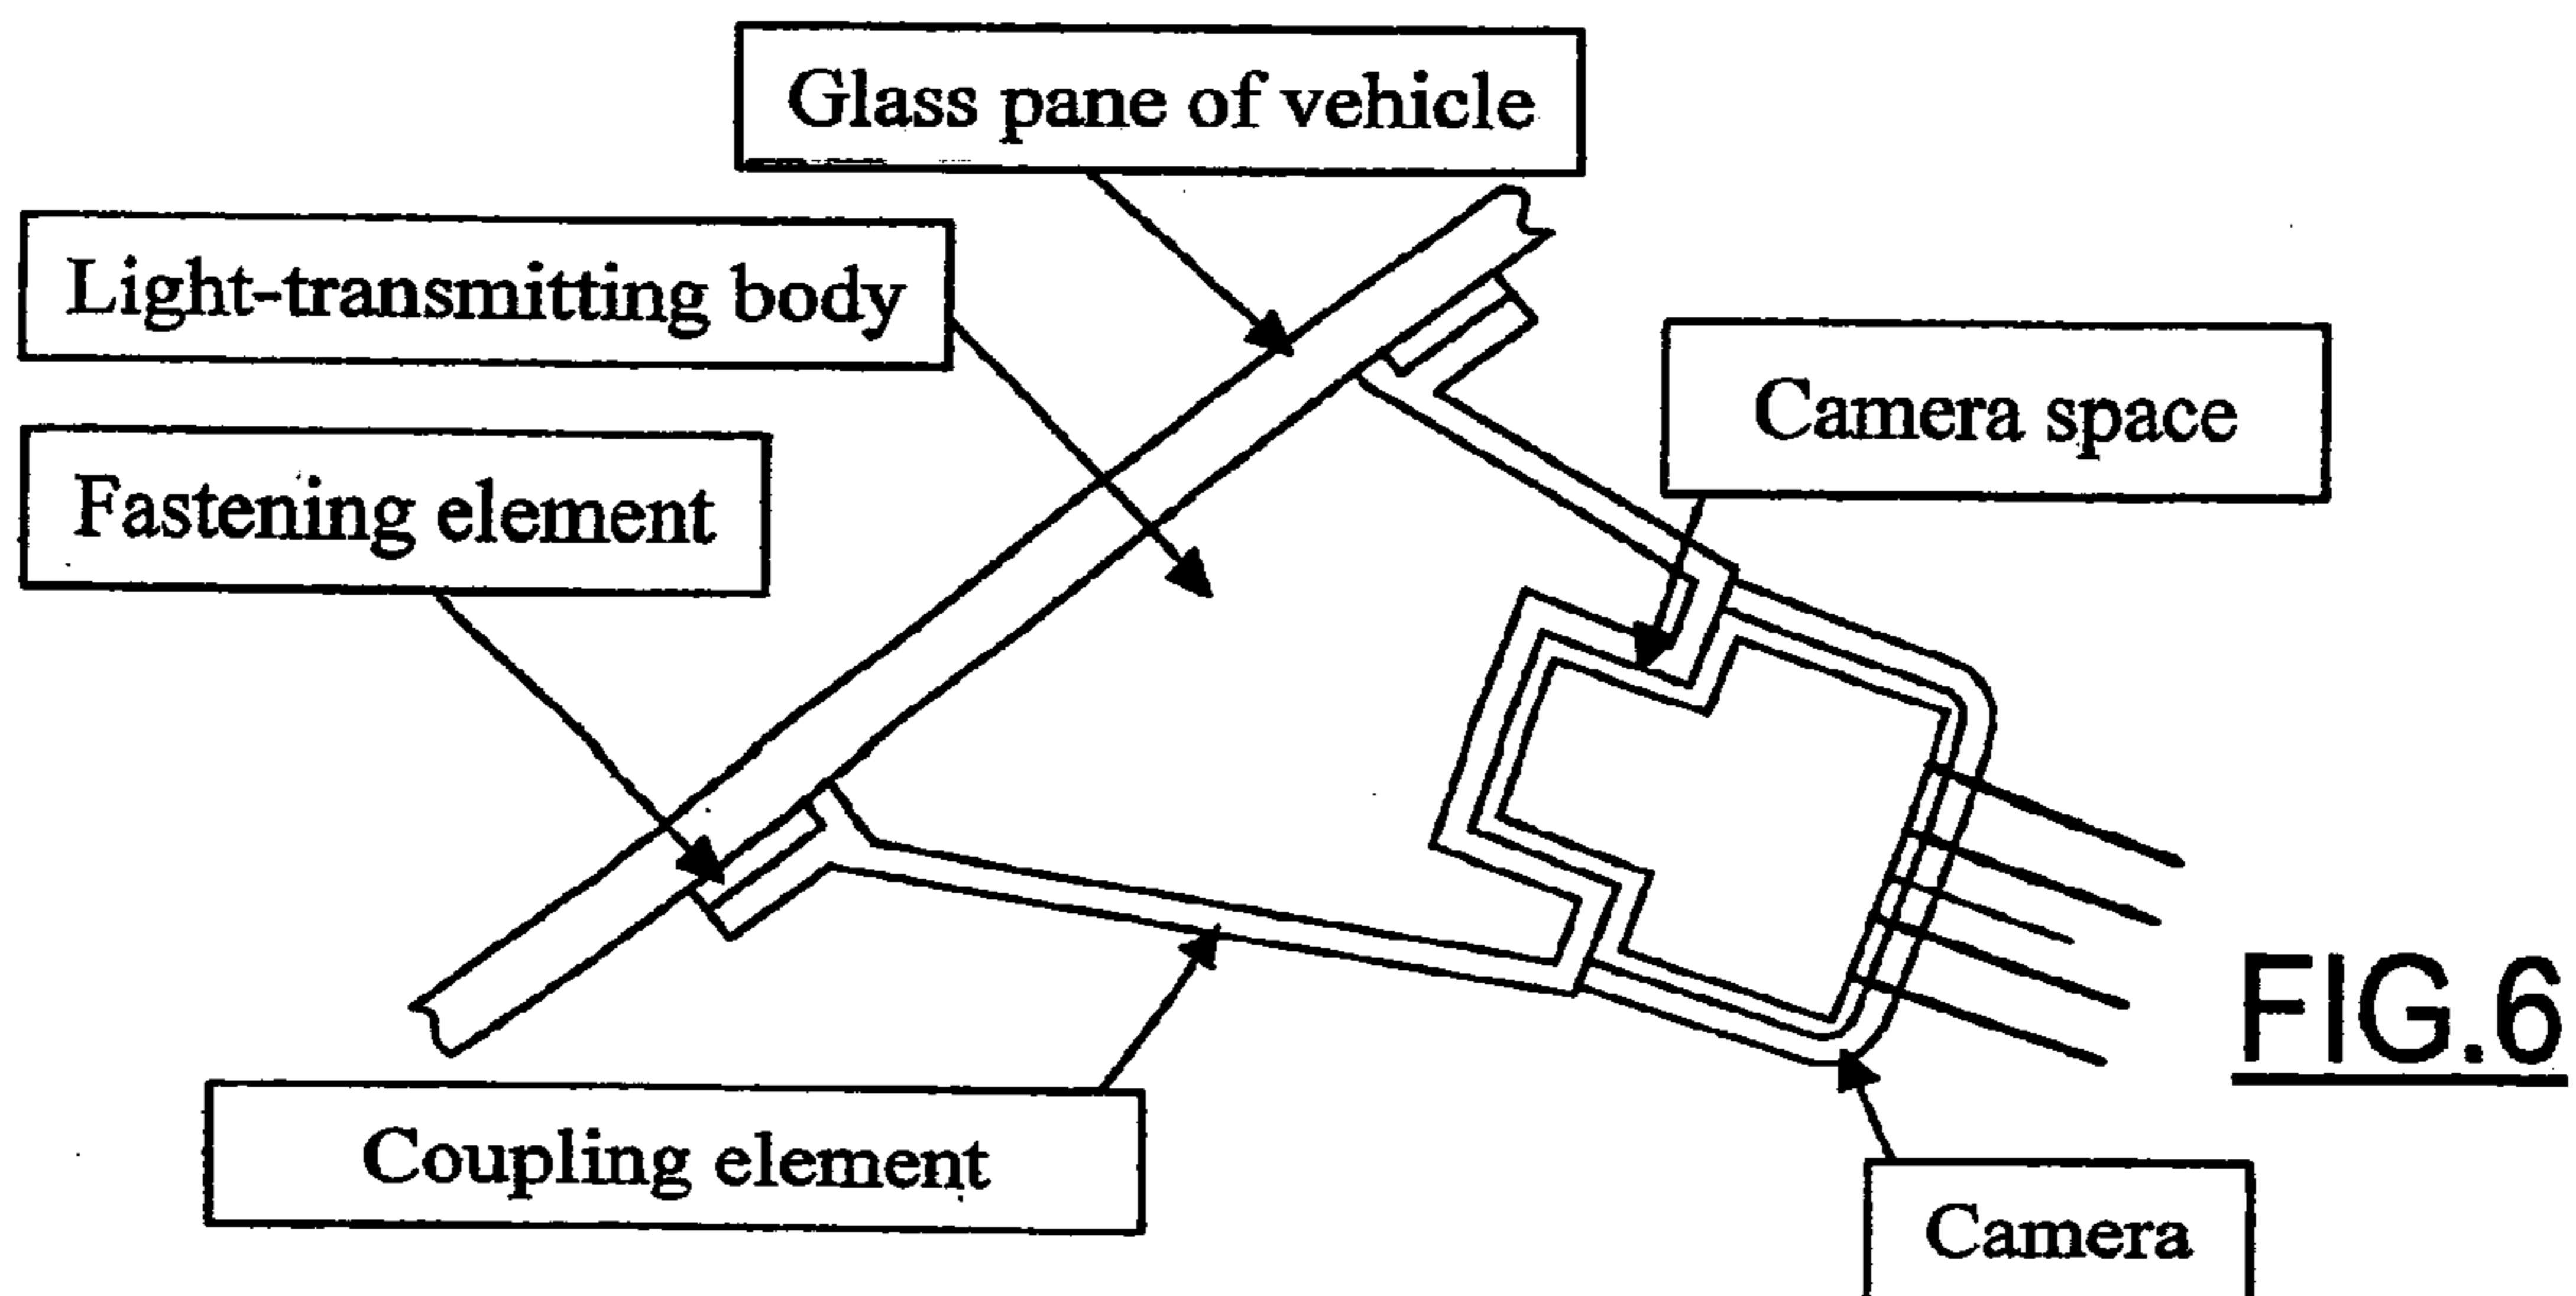 Glass pane of vehicle
Light-transmitting body
Camera space
Fastening element
FIG.6
Coupling element
Camera